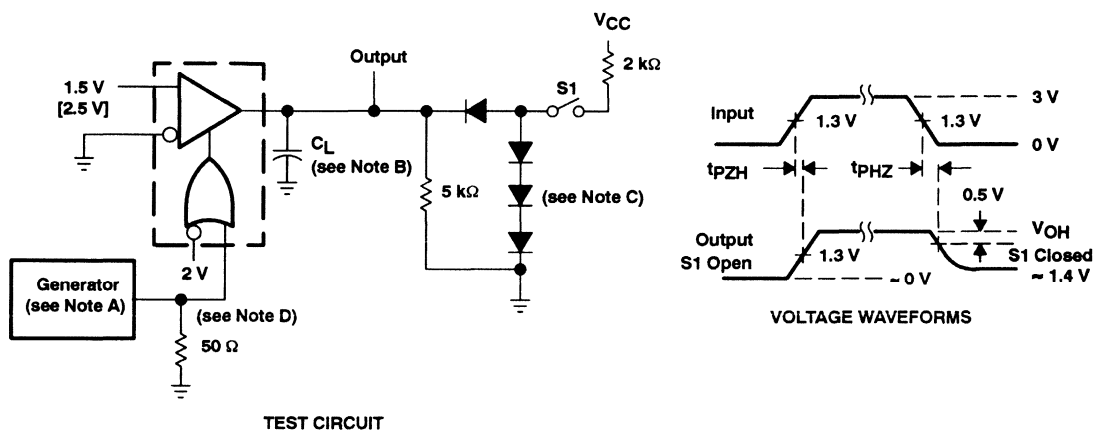 VCC
2 kΩ
Output
S1
1.5 V
[2.5 V]
CL
(see Note B)
5 kΩ
(see Note C)
2 V
Generator
(see Note A)
(see Note D)
50 Ω
TEST CIRCUIT
Input
1.3 V
1.3 V
3 V
0 V
tPZH
tPHZ
0.5 V
VOH
Output
S1 Open
1.3 V
S1 Closed
≈ 1.4 V
~ 0 V
VOLTAGE WAVEFORMS